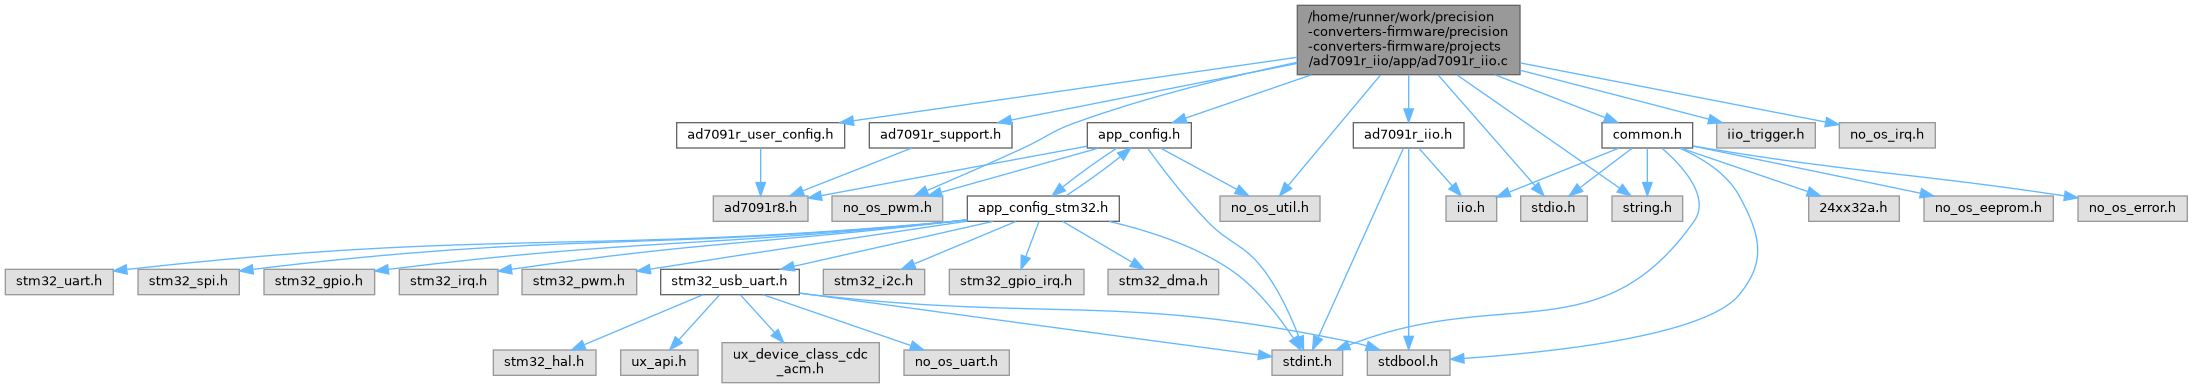 /home/runner/work/precision
-converters-firmware/precision
-converters-firmware/projects
/ad7091r_iio/app/ad7091r_iio.c
ad7091r_user_config.h
ad7091r_support.h
app_config.h
ad7091r_iio.h
common.h
iio_trigger.h
no_os_irq.h
ad7091r8.h
no_os_pwm.h
app_config_stm32.h
no_os_util.h
iio.h
stdio.h
string.h
24xx32a.h
no_os_eeprom.h
no_os_error.h
stm32_uart.h
stm32_spi.h
stm32_gpio.h
stm32_irq.h
stm32_pwm.h
stm32_usb_uart.h
stm32_i2c.h
stm32_gpio_irq.h
stm32_dma.h
stm32_hal.h
ux_api.h
ux_device_class_cdc
_acm.h
no_os_uart.h
stdint.h
stdbool.h